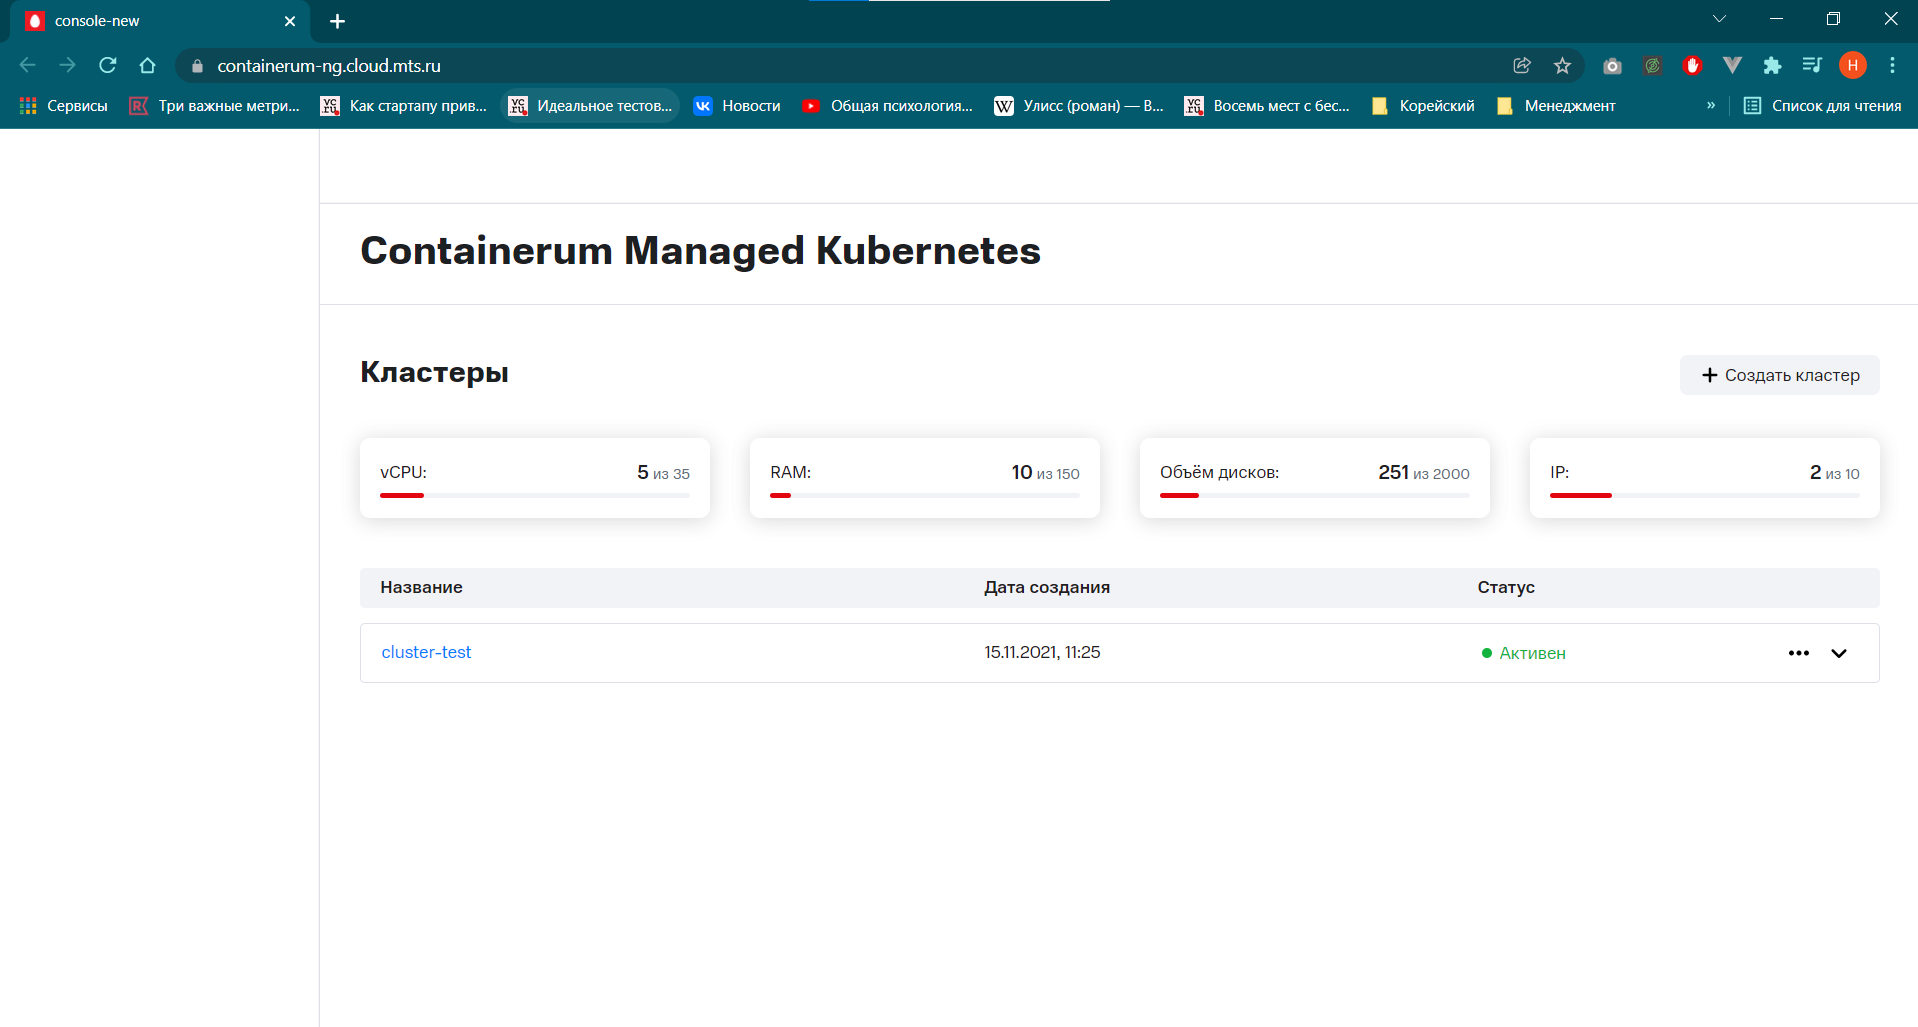 console-new
containerum-ng.cloud.mts.ru
H
Сервисы
Три важные метри...
Как стартапу прив...
Идеальное тестов...
Новости
Общая психология...
Улисс (роман) — В...
Восемь мест с бес...
Корейский
Менеджмент
»
Список для чтения
Containerum Managed Kubernetes
Кластеры
Создать кластер
vCPU: 5 из 35
RAM: 10 из 150
Объём дисков: 251 из 2000
IP: 2 из 10
Название Дата создания Статус
cluster-test 15.11.2021, 11:25 Активен